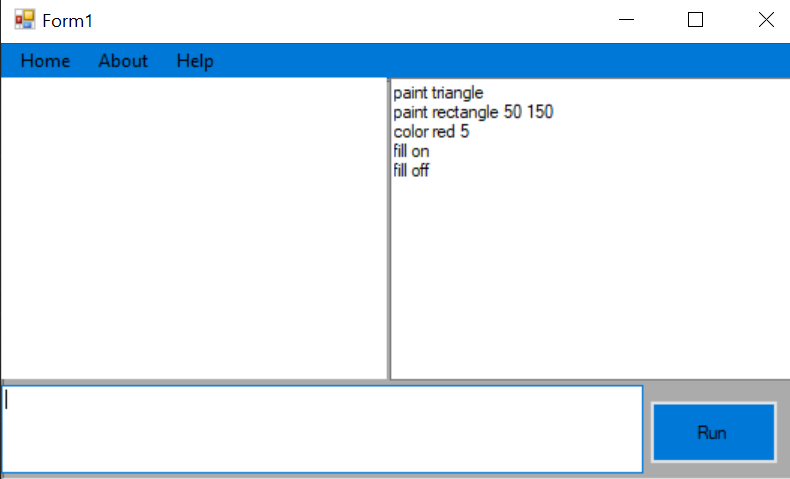 Form1
Home About Help
paint triangle
paint rectangle 50 150
color red 5
fill on
fill off
Run